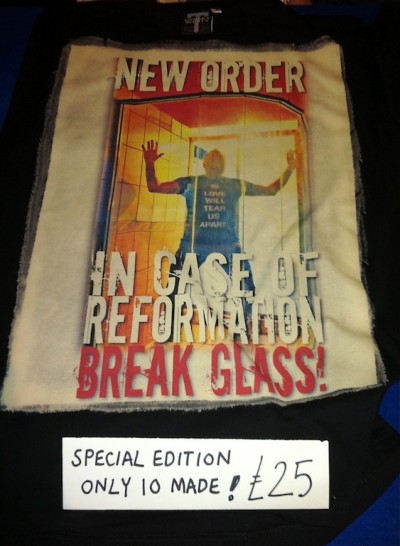 NEW ORDER
LOVE
WILL
TEAR
US
APART
IN CASE OF
REFORMATION
BREAK GLASS!
SPECIAL EDITION
ONLY 10 MADE! £25